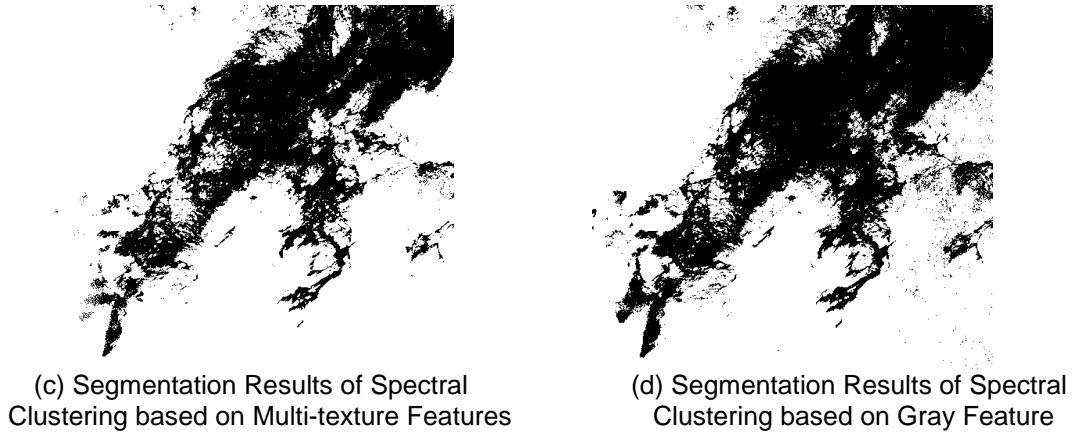 (c) Segmentation Results of Spectral
Clustering based on Multi-texture Features
(d) Segmentation Results of Spectral
Clustering based on Gray Feature